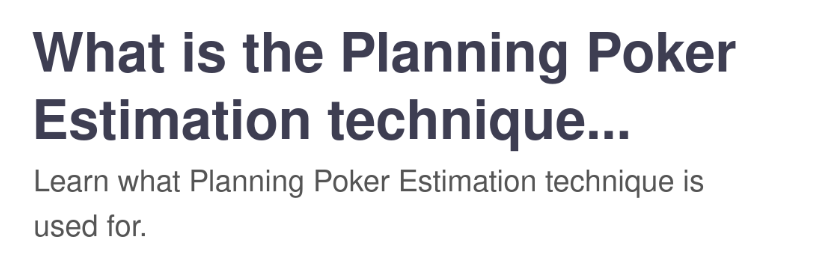 What is the Planning Poker
Estimation technique...
Learn what Planning Poker Estimation technique is
used for.